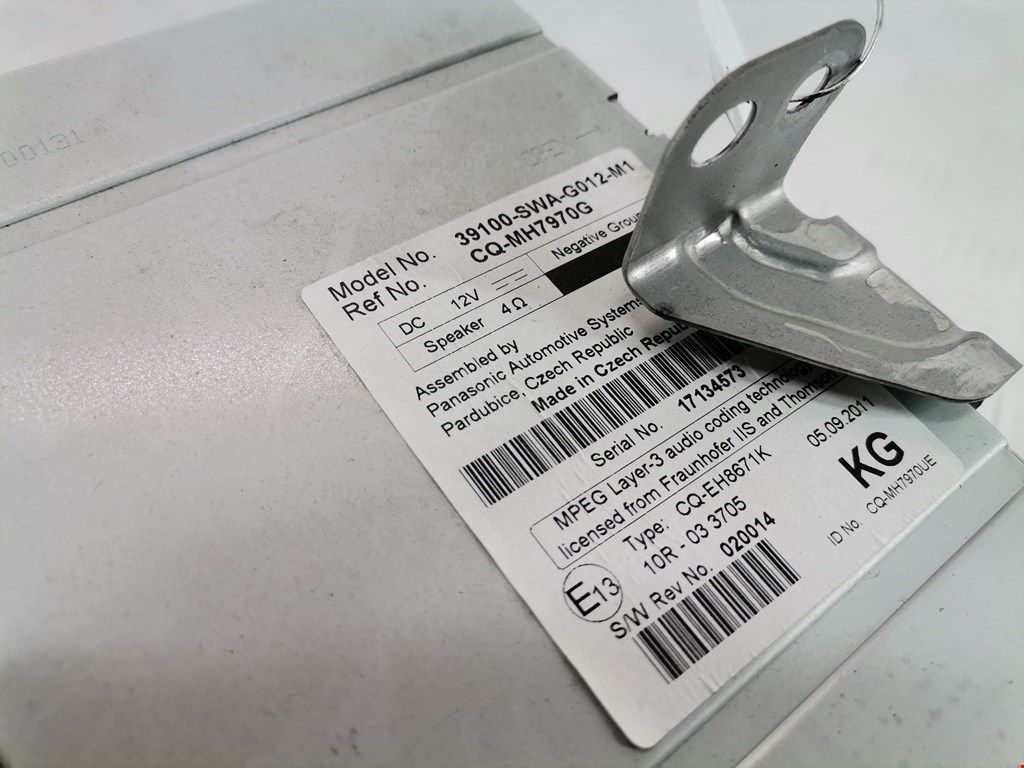 00131A
Model No. 39100-SWA-G012-M1
Ref No. CQ-MH7970G
DC 12V
Negative Grou
Speaker 4Ω
Assembled by
Panasonic Automotive Systems
Pardubice, Czech Republic
Made in Czech Republ
Serial No. 17134573
MPEG Layer-3 audio coding technology
licensed from Fraunhofer IIS and Thomson
Type: CQ-EH8671K
05.09.2011
10R - 03 3705
KG
E13
S/W Rev No. 020014
ID No. CQ-MH7970UE